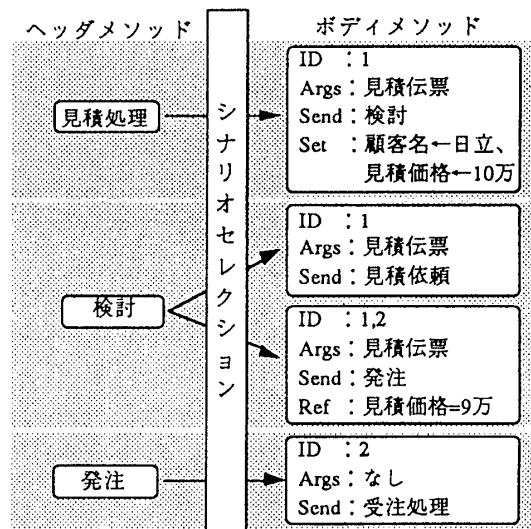 ヘッダメソッド
ボディメソッド
シナリオセレクション
見積処理
ID :1
Args:見積伝票
Send:検討
Set :顧客名←日立、
見積価格←10万
検討
ID :1
Args:見積伝票
Send:見積依頼
ID :1,2
Args:見積伝票
Send:発注
Ref :見積価格=9万
発注
ID :2
Args:なし
Send:受注処理